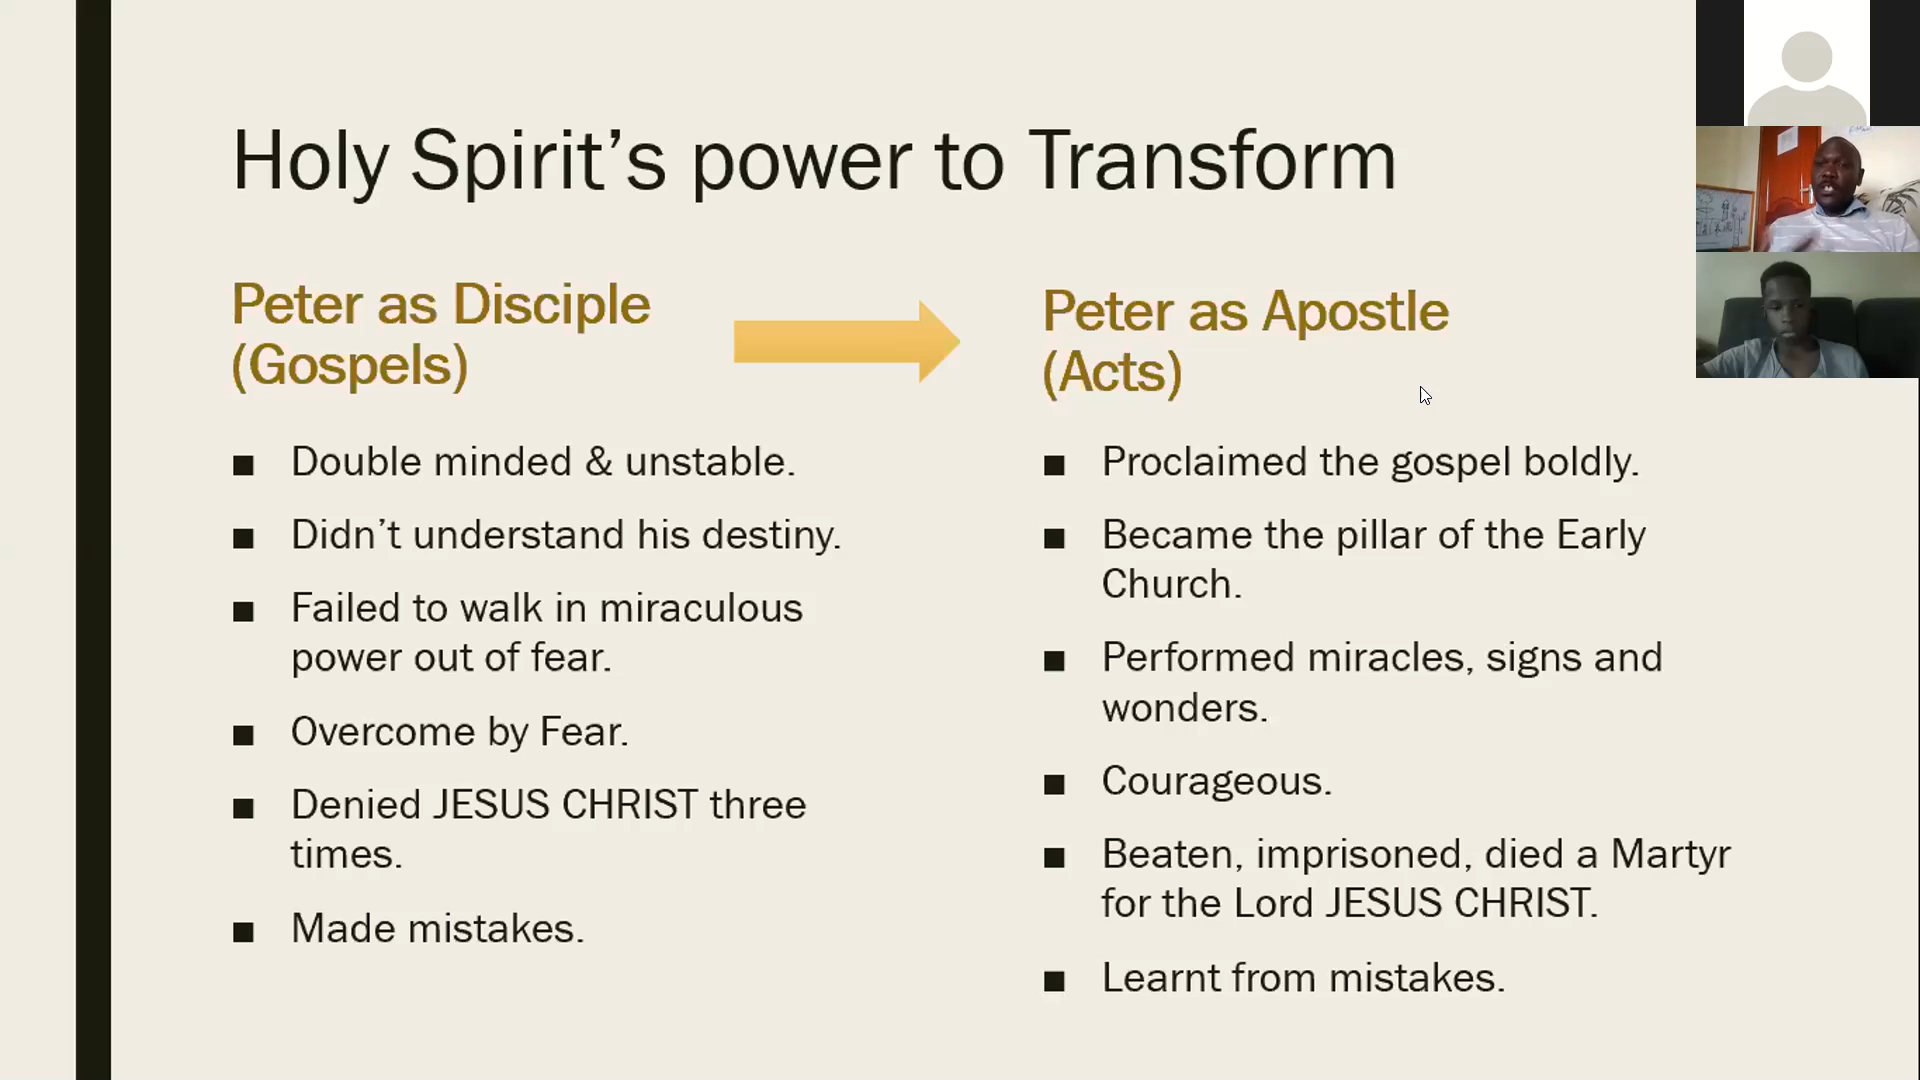 Holy Spirit’s power to Transform
Peter as Disciple
(Gospels)
■ Double minded & unstable.
■ Didn’t understand his destiny.
■ Failed to walk in miraculous
power out of fear.
■ Overcome by Fear.
■ Denied JESUS CHRIST three
times.
■ Made mistakes.
Peter as Apostle
(Acts)
■ Proclaimed the gospel boldly.
■ Became the pillar of the Early
Church.
■ Performed miracles, signs and
wonders.
■ Courageous.
■ Beaten, imprisoned, died a Martyr
for the Lord JESUS CHRIST.
■ Learnt from mistakes.